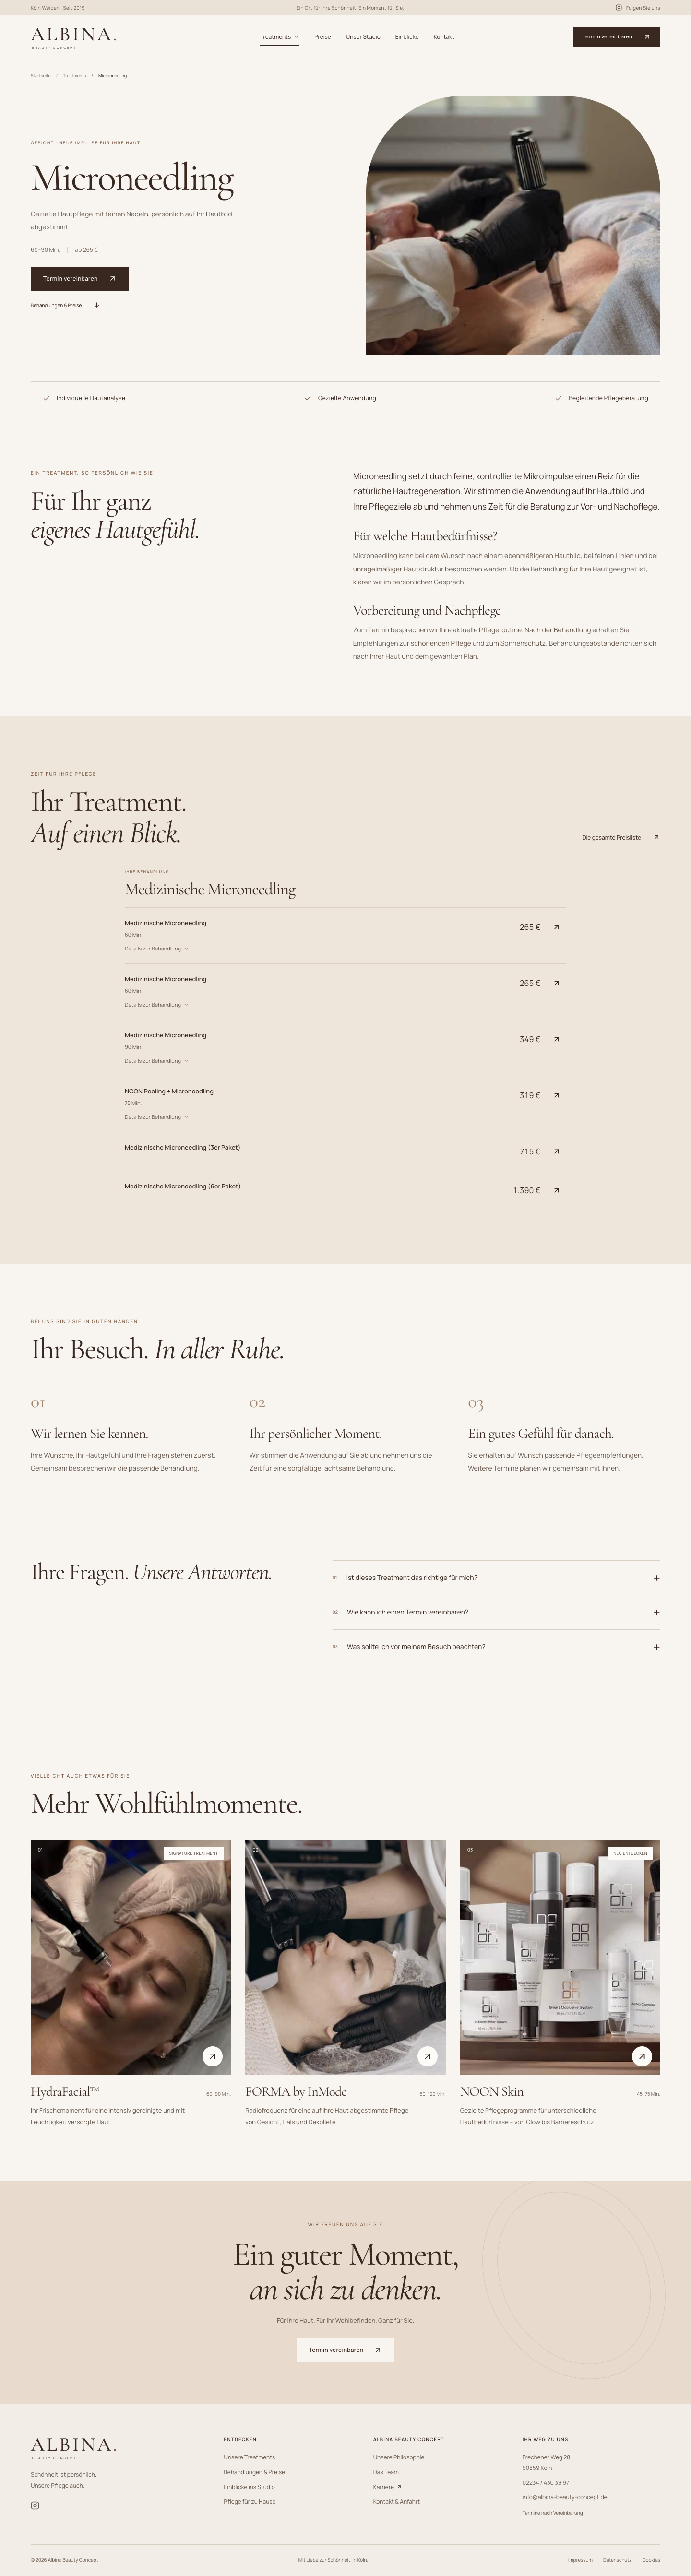 Köln Weiden · Seit 2019
Ein Ort für Ihre Schönheit. Ein Moment für Sie.
Folgen Sie uns
ALBINA.
BEAUTY CONCEPT
Treatments
Preise
Unser Studio
Einblicke
Kontakt
Termin vereinbaren
Startseite / Treatments / Microneedling
GESICHT · NEUE IMPULSE FÜR IHRE HAUT.
Microneedling
Gezielte Hautpflege mit feinen Nadeln, persönlich auf Ihr Hautbild
abgestimmt.
60–90 Min. | ab 265 €
Termin vereinbaren
Behandlungen & Preise
Individuelle Hautanalyse
Gezielte Anwendung
Begleitende Pflegeberatung
EIN TREATMENT, SO PERSÖNLICH WIE SIE
Für Ihr ganz
eigenes Hautgefühl.
Microneedling setzt durch feine, kontrollierte Mikroimpulse einen Reiz für die
natürliche Hautregeneration. Wir stimmen die Anwendung auf Ihr Hautbild und
Ihre Pflegeziele ab und nehmen uns Zeit für die Beratung zur Vor- und Nachpflege.
Für welche Hautbedürfnisse?
Microneedling kann bei dem Wunsch nach einem ebenmäßigeren Hautbild, bei feinen Linien und bei
unregelmäßiger Hautstruktur besprochen werden. Ob die Behandlung für Ihre Haut geeignet ist,
klären wir im persönlichen Gespräch.
Vorbereitung und Nachpflege
Zum Termin besprechen wir Ihre aktuelle Pflegeroutine. Nach der Behandlung erhalten Sie
Empfehlungen zur schonenden Pflege und zum Sonnenschutz. Behandlungsabstände richten sich
nach Ihrer Haut und dem gewählten Plan.
ZEIT FÜR IHRE PFLEGE
Ihr Treatment.
Auf einen Blick.
Die gesamte Preisliste
IHRE BEHANDLUNG
Medizinische Microneedling
Medizinische Microneedling
265 €
60 Min.
Details zur Behandlung
Medizinische Microneedling
265 €
60 Min.
Details zur Behandlung
Medizinische Microneedling
349 €
90 Min.
Details zur Behandlung
NOON Peeling + Microneedling
319 €
75 Min.
Details zur Behandlung
Medizinische Microneedling (3er Paket)
715 €
Medizinische Microneedling (6er Paket)
1.390 €
BEI UNS SIND SIE IN GUTEN HÄNDEN
Ihr Besuch. In aller Ruhe.
01
Wir lernen Sie kennen.
Ihre Wünsche, Ihr Hautgefühl und Ihre Fragen stehen zuerst.
Gemeinsam besprechen wir die passende Behandlung.
02
Ihr persönlicher Moment.
Wir stimmen die Anwendung auf Sie ab und nehmen uns die
Zeit für eine sorgfältige, achtsame Behandlung.
03
Ein gutes Gefühl für danach.
Sie erhalten auf Wunsch passende Pflegeempfehlungen.
Weitere Termine planen wir gemeinsam mit Ihnen.
Ihre Fragen. Unsere Antworten.
01 Ist dieses Treatment das richtige für mich? +
02 Wie kann ich einen Termin vereinbaren? +
03 Was sollte ich vor meinem Besuch beachten? +
VIELLEICHT AUCH ETWAS FÜR SIE
Mehr Wohlfühlmomente.
01
SIGNATURE TREATMENT
HydraFacial™
60–90 Min.
Ihr Frischemoment für eine intensiv gereinigte und mit
Feuchtigkeit versorgte Haut.
02
FORMA by InMode
60–120 Min.
Radiofrequenz für eine auf Ihre Haut abgestimmte Pflege
von Gesicht, Hals und Dekolleté.
03
NEU ENTDECKEN
noon
Smart Occlusive System
NOON Skin
45–75 Min.
Gezielte Pflegeprogramme für unterschiedliche
Hautbedürfnisse – von Glow bis Barriereschutz.
WIR FREUEN UNS AUF SIE
Ein guter Moment,
an sich zu denken.
Für Ihre Haut. Für Ihr Wohlbefinden. Ganz für Sie.
Termin vereinbaren
ALBINA.
BEAUTY CONCEPT
Schönheit ist persönlich.
Unsere Pflege auch.
ENTDECKEN
Unsere Treatments
Behandlungen & Preise
Einblicke ins Studio
Pflege für zu Hause
ALBINA BEAUTY CONCEPT
Unsere Philosophie
Das Team
Karriere
Kontakt & Anfahrt
IHR WEG ZU UNS
Frechener Weg 28
50859 Köln
02234 / 430 39 97
info@albina-beauty-concept.de
Termine nach Vereinbarung
© 2026 Albina Beauty Concept
Mit Liebe zur Schönheit. In Köln.
Impressum
Datenschutz
Cookies